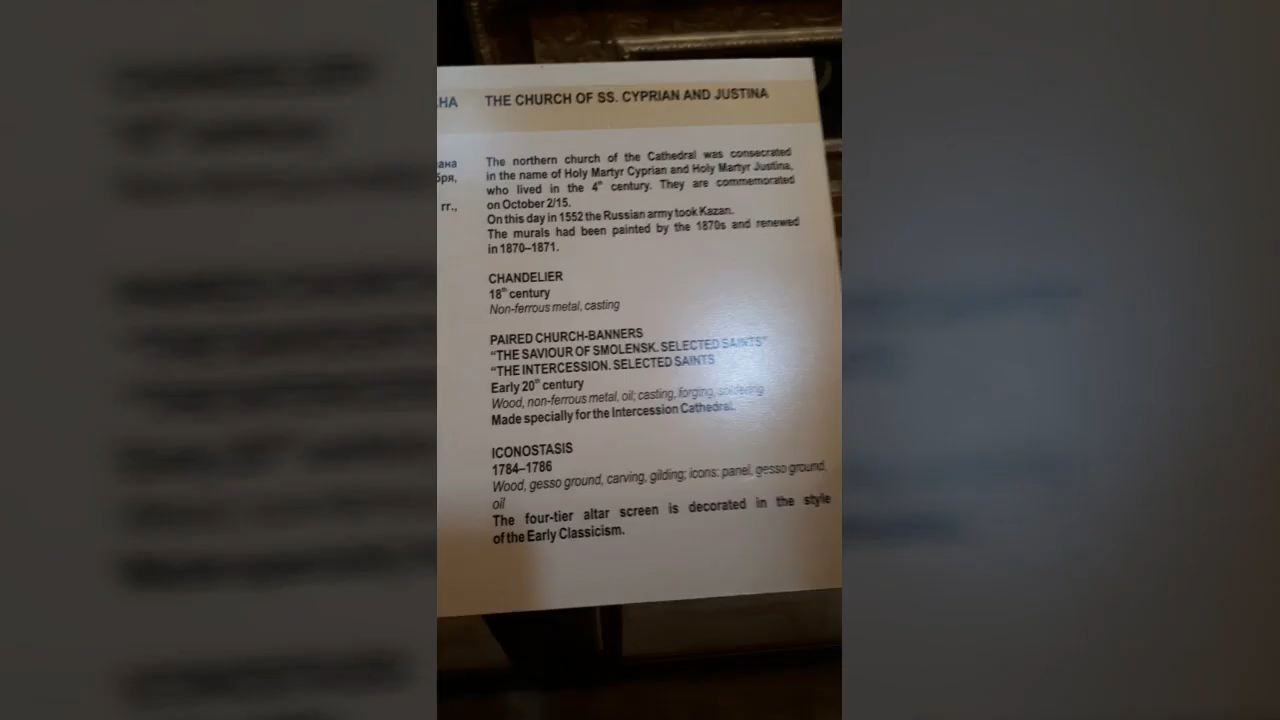 НА THE CHURCH OF SS. CYPRIAN AND JUSTINA
The northern church of the Cathedral was consecrated
ана in the name of Holy Martyr Cyprian and Holy Martyr Justina,
бря, who lived in the 4th century. They are commemorated
on October 2/15.
гг., On this day in 1552 the Russian army took Kazan.
The murals had been painted by the 1870s and renewed
in 1870–1871.
CHANDELIER
18th century
Non-ferrous metal, casting
PAIRED CHURCH-BANNERS
“THE SAVIOUR OF SMOLENSK. SELECTED SAINTS”
“THE INTERCESSION. SELECTED SAINTS
Early 20th century
Wood, non-ferrous metal, oil; casting, forging, soldering
Made specially for the Intercession Cathedral.
ICONOSTASIS
1784–1786
Wood, gesso ground, carving, gilding; icons: panel, gesso ground,
oil
The four-tier altar screen is decorated in the style
of the Early Classicism.